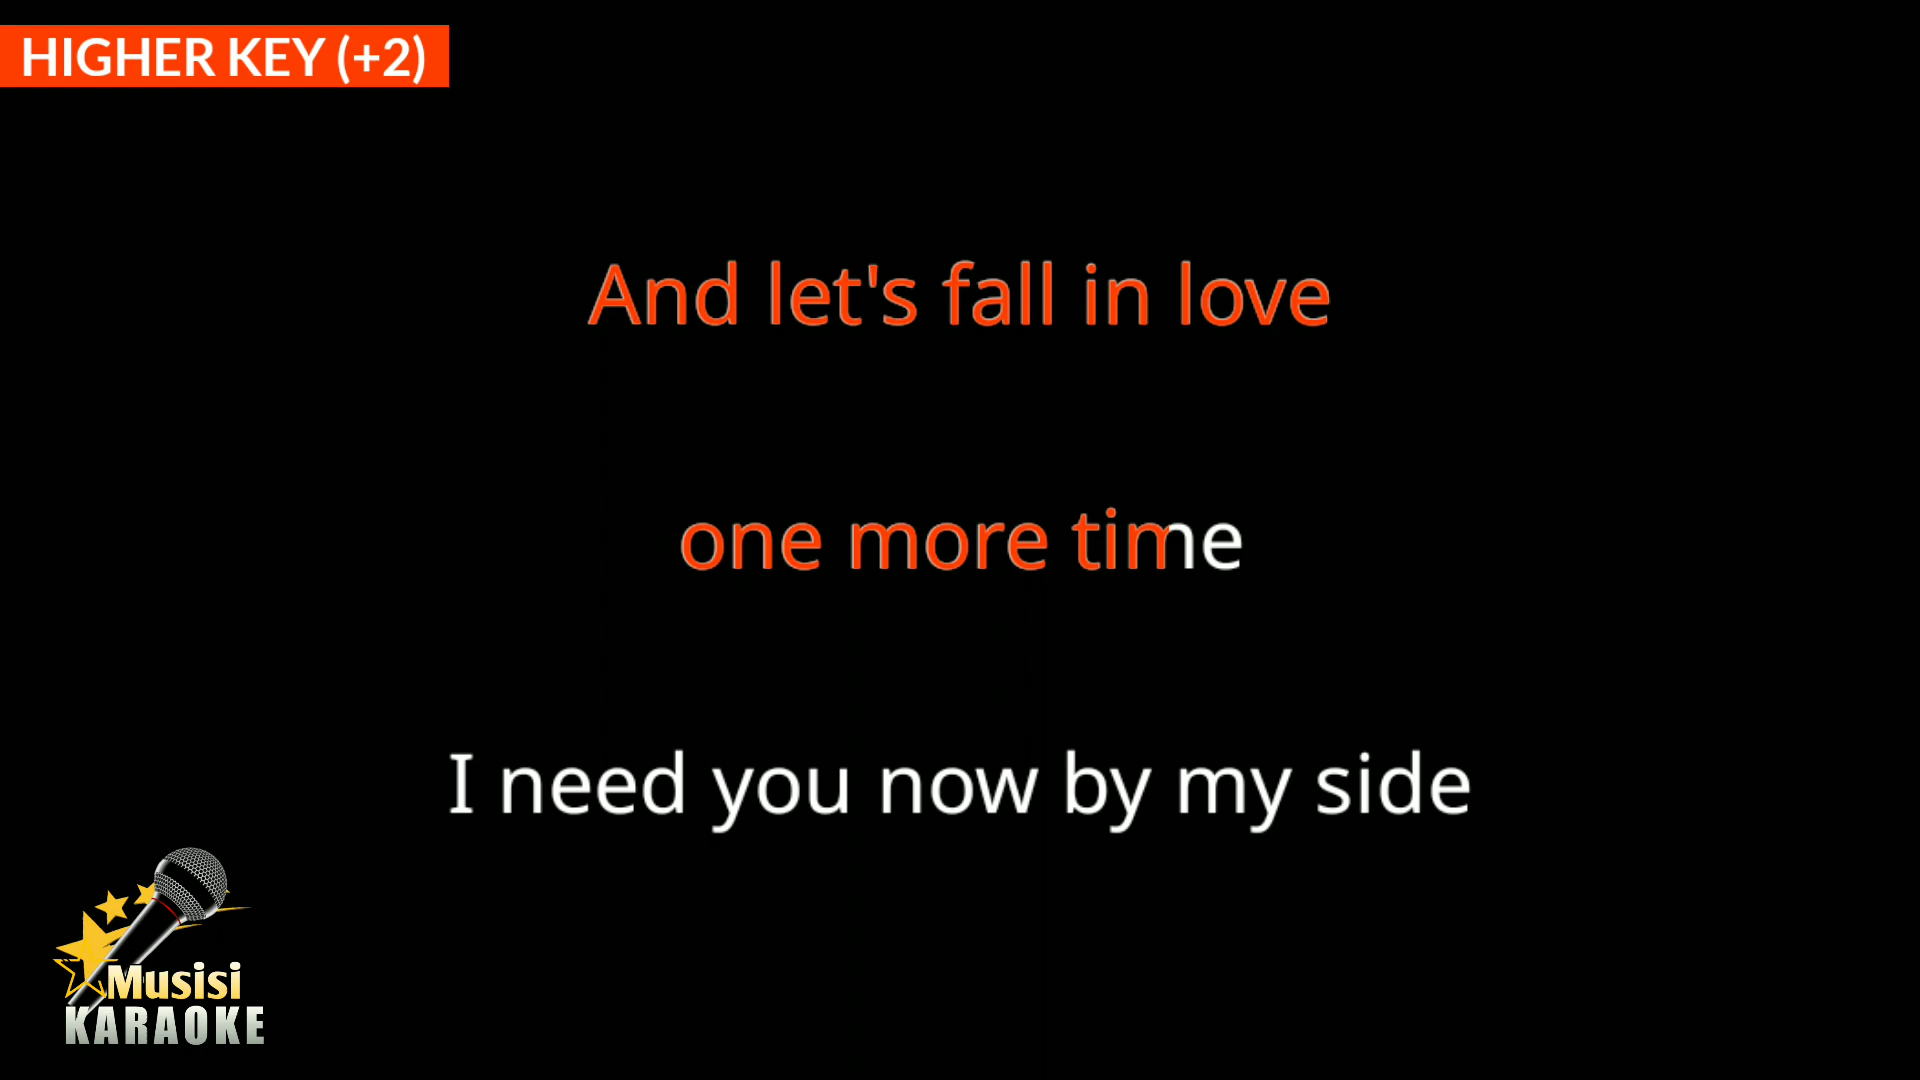 HIGHER KEY (+2)
And let's fall in love
one more time
I need you now by my side
Musisi
KARAOKE